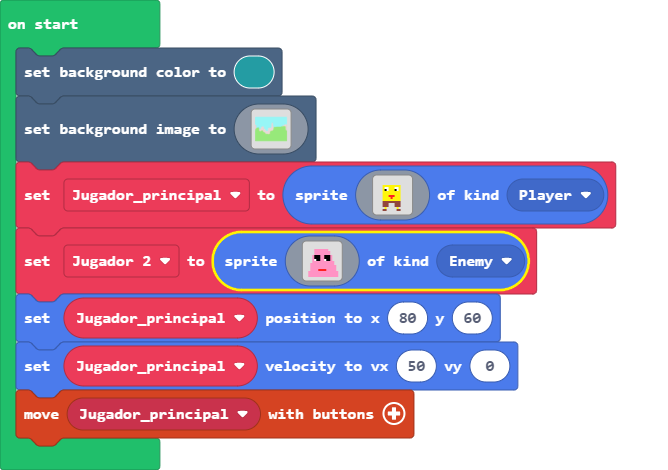 on start
set background color to
set background image to
set Jugador_principal to sprite of kind Player
set Jugador 2 to sprite of kind Enemy
set Jugador_principal position to x 80 y 60
set Jugador_principal velocity to vx 50 vy 0
move Jugador_principal with buttons